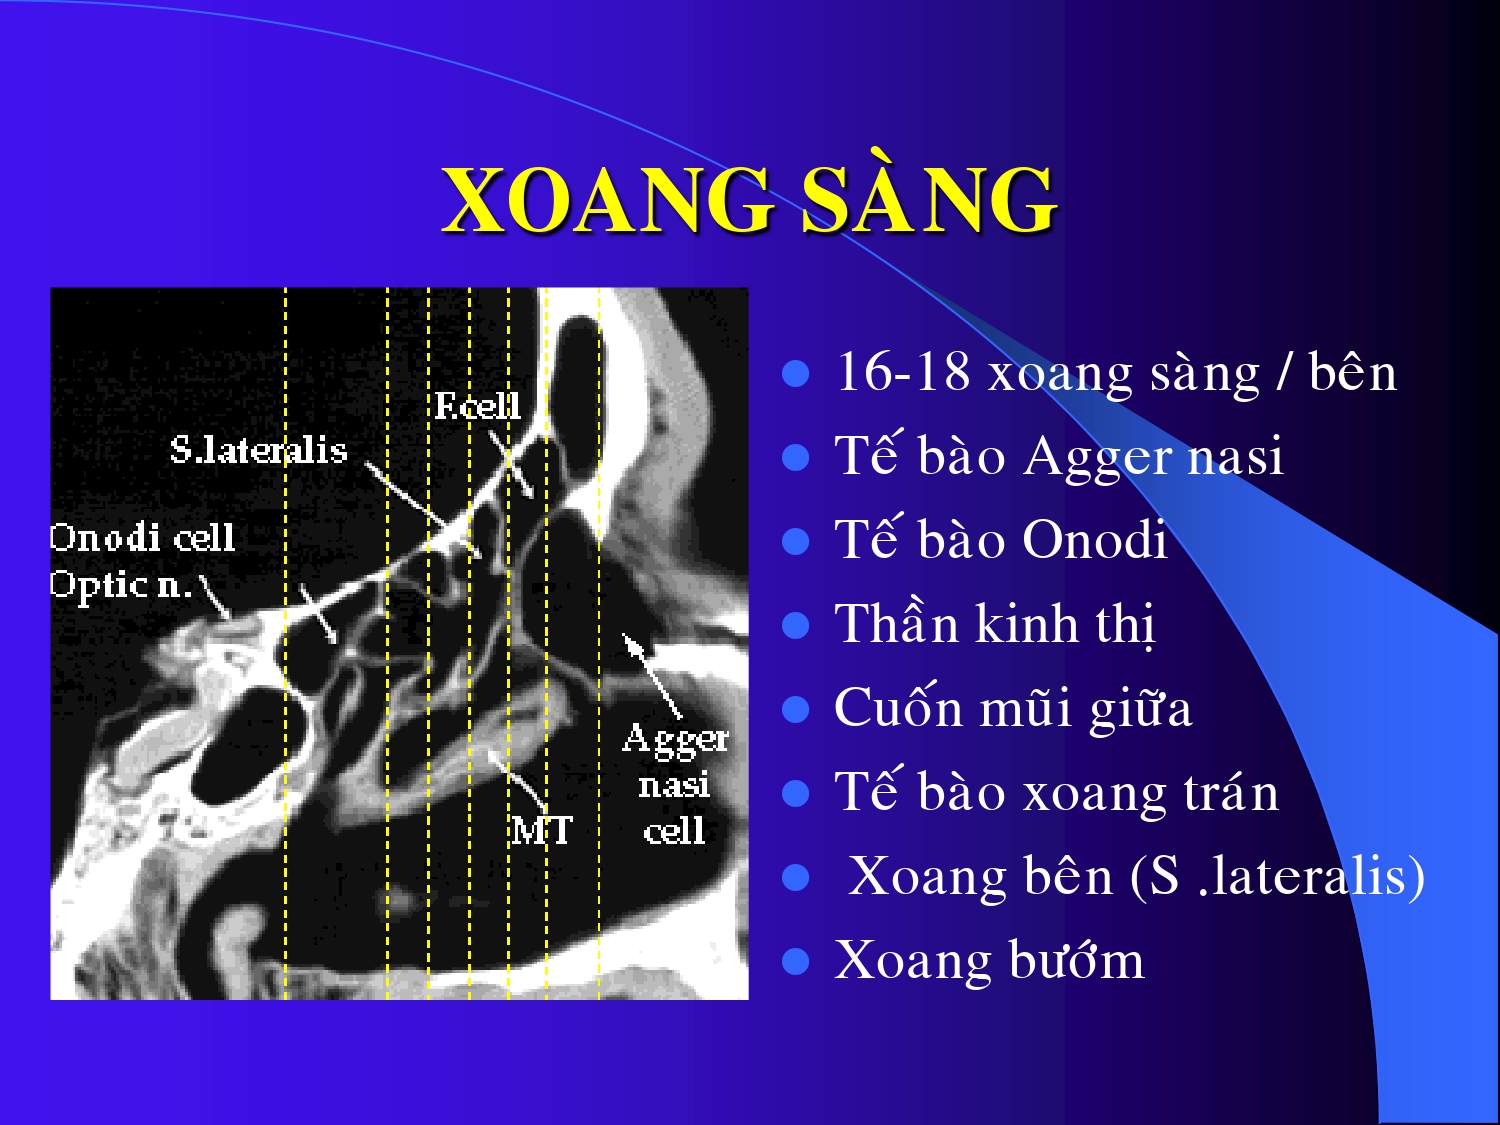 XOANG SÀNG
F.cell
S.lateralis
Onodi cell
Optic n.
Agger
nasi
cell
MT
16-18 xoang sàng / bên
Tế bào Agger nasi
Tế bào Onodi
Thần kinh thị
Cuốn mũi giữa
Tế bào xoang trán
Xoang bên (S .lateralis)
Xoang bướm